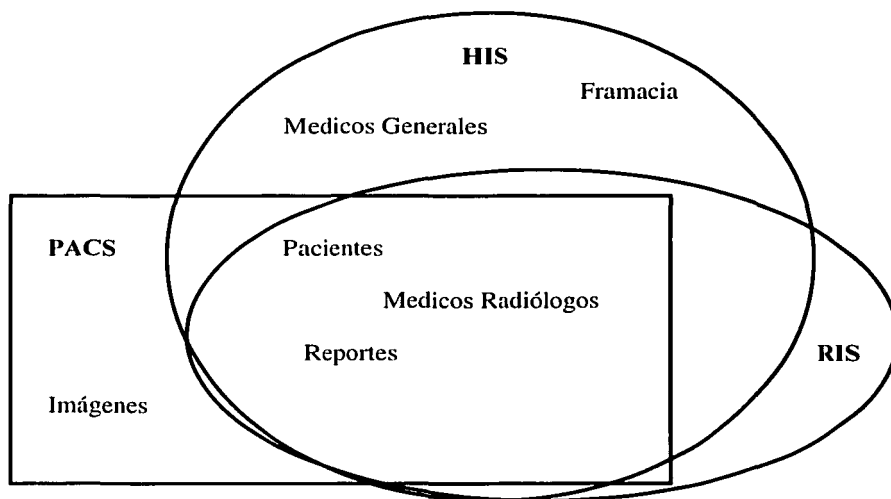 HIS
Framacia
Medicos Generales
PACS
Pacientes
Medicos Radiólogos
Reportes
RIS
Imágenes